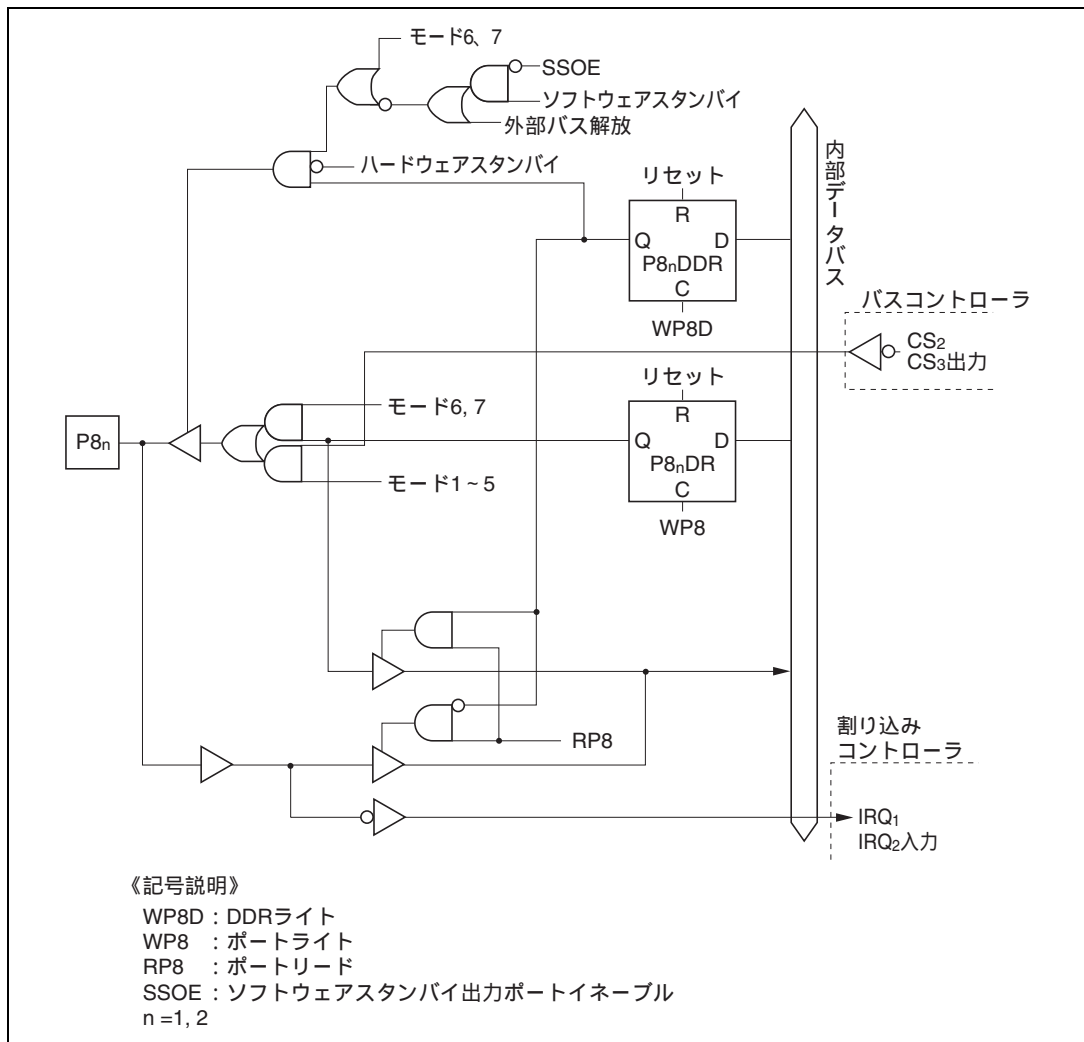 モード6、7
SSOE
ソフトウェアスタンバイ
外部バス解放
ハードウェアスタンバイ
リセット
R
Q D
P8nDDR
C
WP8D
内部データバス
バスコントローラ
CS2
CS3出力
リセット
R
Q D
P8nDR
C
WP8
モード6, 7
P8n
モード1~5
RP8
割り込み
コントローラ
IRQ1
IRQ2入力
《記号説明》
WP8D : DDRライト
WP8 : ポートライト
RP8 : ポートリード
SSOE : ソフトウェアスタンバイ出力ポートイネーブル
n =1, 2